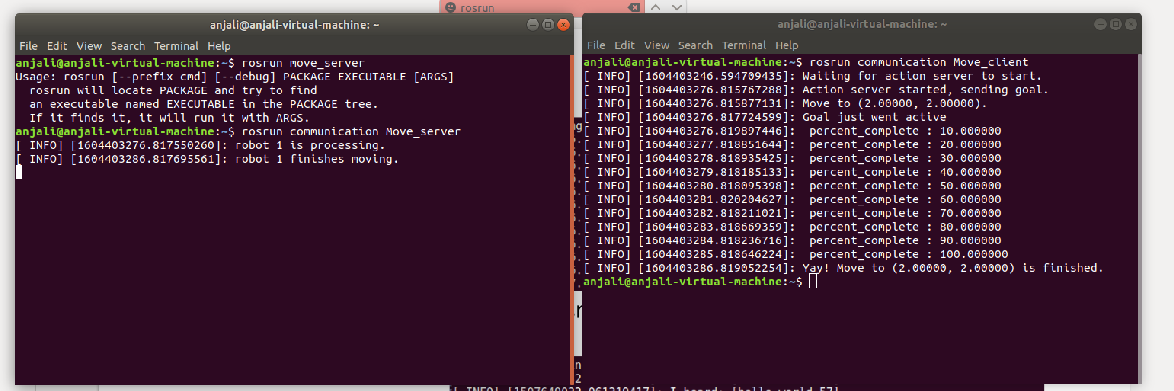 rosrun
anjali@anjali-virtual-machine: ~
File Edit View Search Terminal Help
anjali@anjali-virtual-machine:~$ rosrun move_server
Usage: rosrun [--prefix cmd] [--debug] PACKAGE EXECUTABLE [ARGS]
  rosrun will locate PACKAGE and try to find
  an executable named EXECUTABLE in the PACKAGE tree.
  If it finds it, it will run it with ARGS.
anjali@anjali-virtual-machine:~$ rosrun communication Move_server
[ INFO] [1604403276.817550260]: robot 1 is processing.
[ INFO] [1604403286.817695561]: robot 1 finishes moving.
anjali@anjali-virtual-machine: ~
File Edit View Search Terminal Help
anjali@anjali-virtual-machine:~$ rosrun communication Move_client
[ INFO] [1604403246.594709435]: Waiting for action server to start.
[ INFO] [1604403276.815767288]: Action server started, sending goal.
[ INFO] [1604403276.815877131]: Move to (2.00000, 2.00000).
[ INFO] [1604403276.817724599]: Goal just went active
[ INFO] [1604403276.819897446]:  percent_complete : 10.000000
[ INFO] [1604403277.818851644]:  percent_complete : 20.000000
[ INFO] [1604403278.818935425]:  percent_complete : 30.000000
[ INFO] [1604403279.818185133]:  percent_complete : 40.000000
[ INFO] [1604403280.818095398]:  percent_complete : 50.000000
[ INFO] [1604403281.820204627]:  percent_complete : 60.000000
[ INFO] [1604403282.818211021]:  percent_complete : 70.000000
[ INFO] [1604403283.818669359]:  percent_complete : 80.000000
[ INFO] [1604403284.818236716]:  percent_complete : 90.000000
[ INFO] [1604403285.818646224]:  percent_complete : 100.000000
[ INFO] [1604403286.819052254]: Yay! Move to (2.00000, 2.00000) is finished.
anjali@anjali-virtual-machine:~$